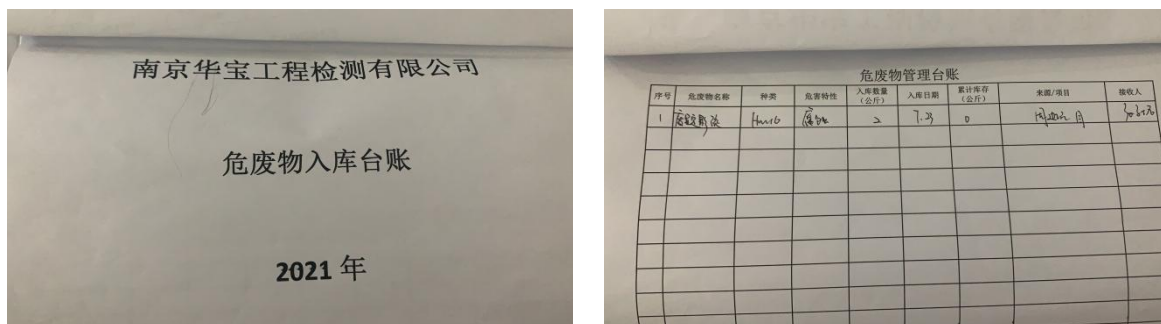 南京华宝工程检测有限公司
危废物入库台账
2021 年
危废物管理台账
序号 危废物名称 种类 危害特性 入库数量（公斤） 入库日期 累计库存（公斤） 来源/项目 接收人
1 HW16 2 7.23 0